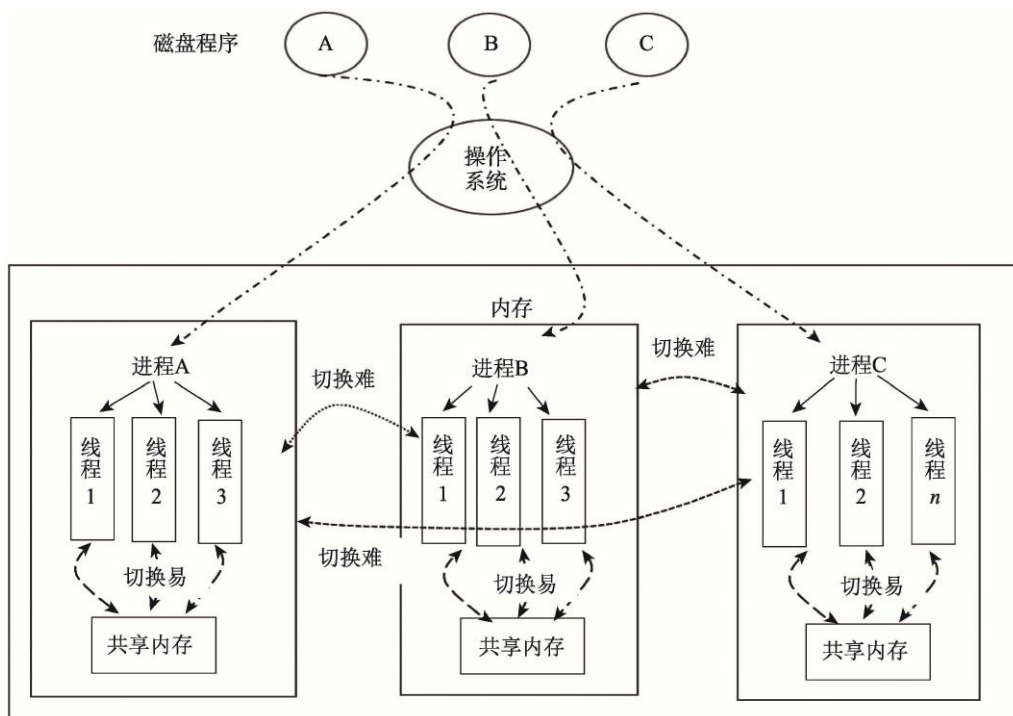 磁盘程序 A B C
操作
系统
内存
进程A
切换难
进程B
切换难
进程C
线程1
线程2
线程3
线程1
线程2
线程3
线程1
线程2
线程n
切换难
切换易
切换易
切换易
共享内存
共享内存
共享内存